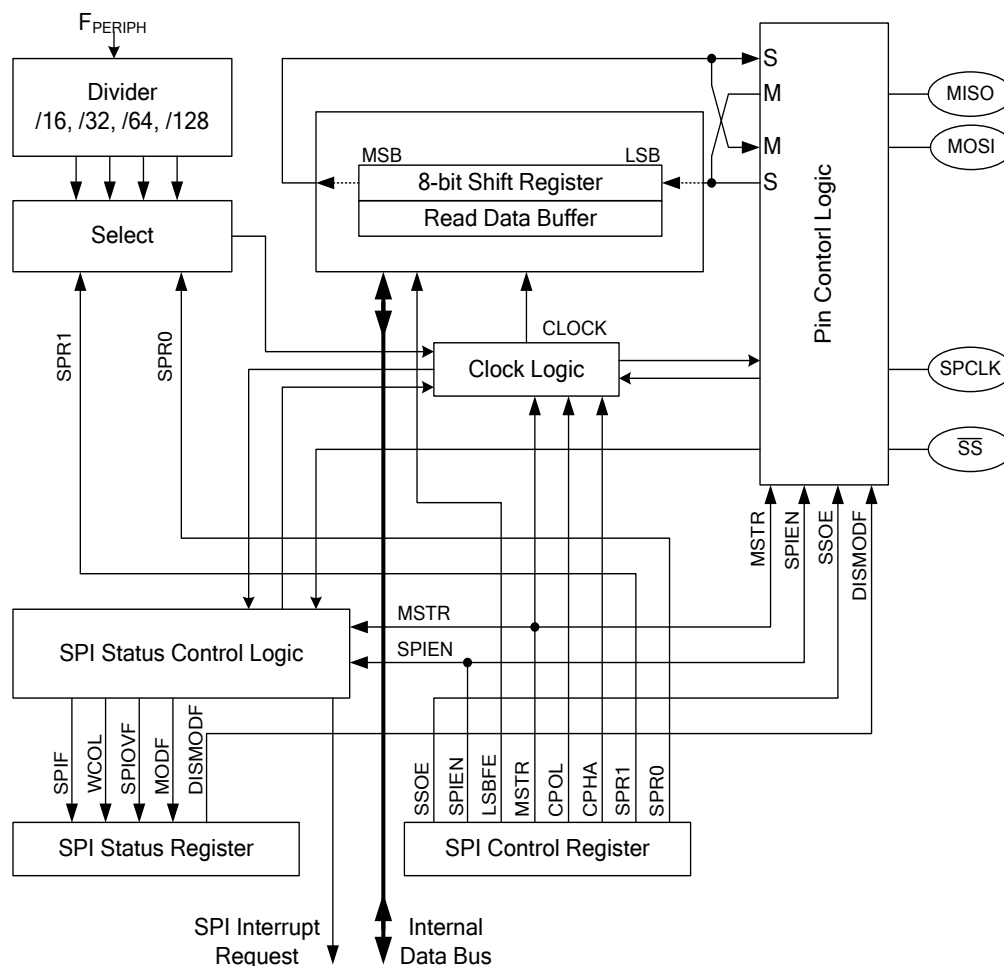 FPERIPH
Divider
/16, /32, /64, /128
Select
SPR1
SPR0
MSB
LSB
8-bit Shift Register
Read Data Buffer
CLOCK
Clock Logic
S
M
M
S
Pin Contorl Logic
MISO
MOSI
SPCLK
SS
MSTR
SPIEN
SSOE
DISMODF
MSTR
SPIEN
SPI Status Control Logic
SPIF
WCOL
SPIOVF
MODF
DISMODF
SPI Status Register
SSOE
SPIEN
LSBFE
MSTR
CPOL
CPHA
SPR1
SPR0
SPI Control Register
SPI Interrupt
Request
Internal
Data Bus